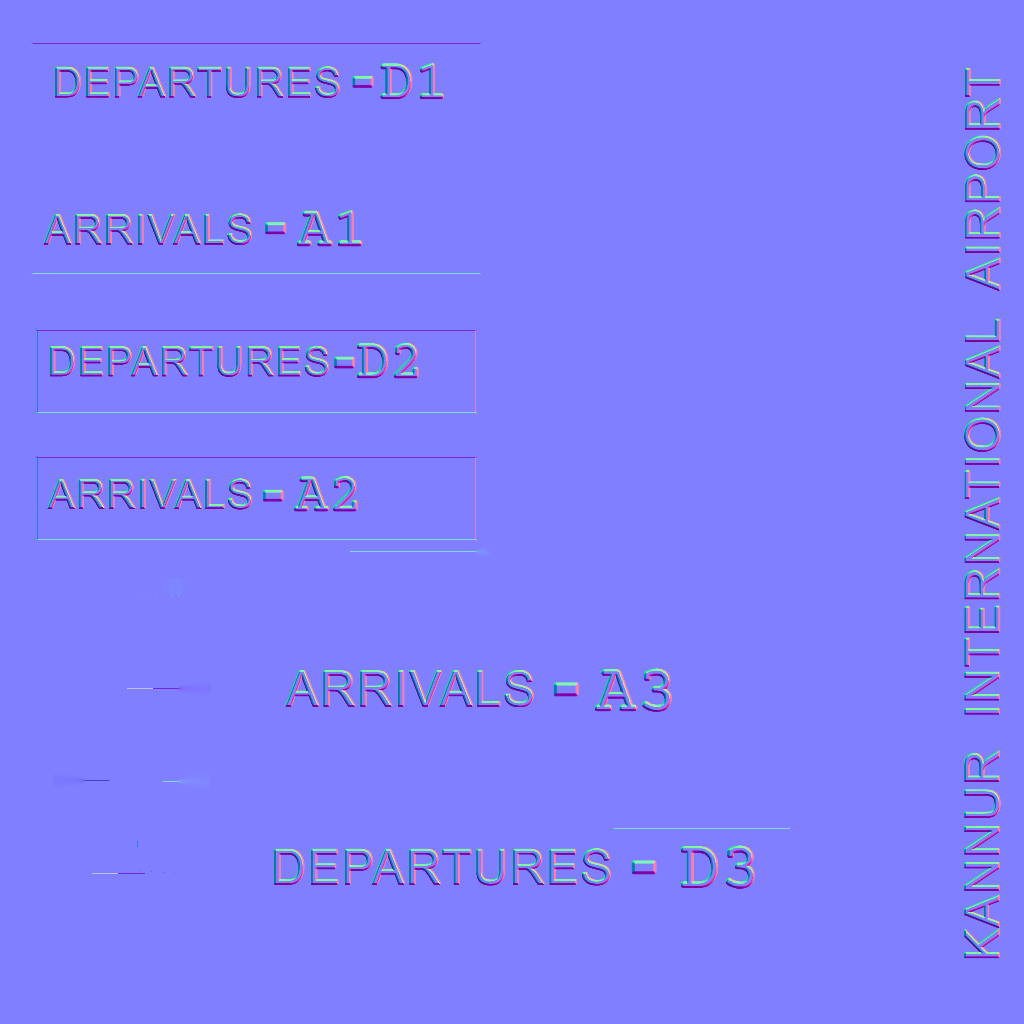 DEPARTURES -D1
ARRIVALS - A1
DEPARTURES-D2
ARRIVALS - A2
ARRIVALS - A3
DEPARTURES - D3
KANNUR INTERNATIONAL AIRPORT